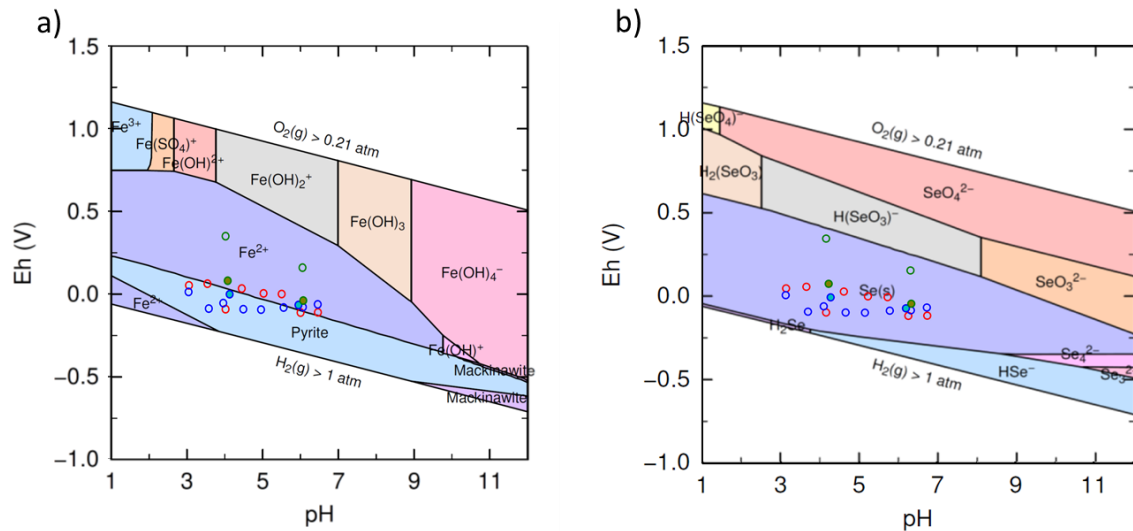 a)
1.5
1.0
0.5
0.0
−0.5
−1.0
Eh (V)
1
3
5
7
9
11
pH
O₂(g) > 0.21 atm
Fe³⁺
Fe(SO₄)⁺
Fe(OH)²⁺
Fe(OH)₂⁺
Fe(OH)₃
Fe(OH)₄⁻
Fe²⁺
Fe²⁺
Pyrite
Fe(OH)⁺
Mackinawite
Mackinawite
H₂(g) > 1 atm
b)
1.5
1.0
0.5
0.0
−0.5
−1.0
Eh (V)
1
3
5
7
9
11
pH
O₂(g) > 0.21 atm
H(SeO₄)⁻
H₂(SeO₃)
SeO₄²⁻
H(SeO₃)⁻
SeO₃²⁻
Se(s)
H₂Se
Se₄²⁻
HSe⁻
Se₃²
H₂(g) > 1 atm